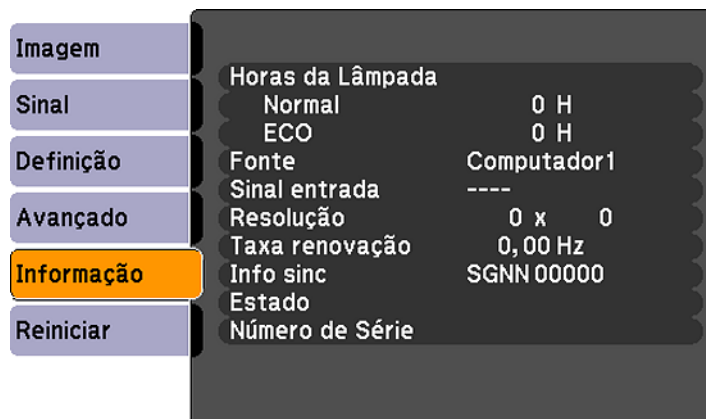 Imagem
Sinal
Definição
Avançado
Informação
Reiniciar
Horas da Lâmpada
Normal 0 H
ECO 0 H
Fonte Computador1
Sinal entrada ----
Resolução 0 x 0
Taxa renovação 0,00 Hz
Info sinc SGNN 00000
Estado
Número de Série